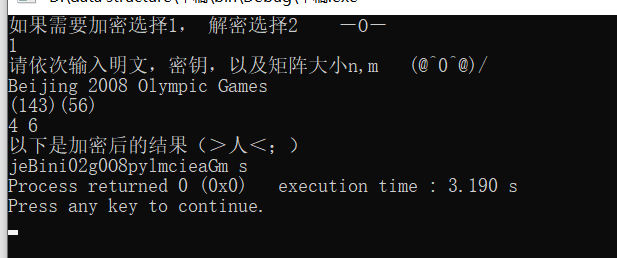 如果需要加密选择1, 解密选择2 －0－
1
请依次输入明文，密钥，以及矩阵大小n,m (@^0^@)/
Beijing 2008 Olympic Games
(143)(56)
4 6
以下是加密后的结果（＞人＜；）
jeBini02g008pylmcieaGm s
Process returned 0 (0x0) execution time : 3.190 s
Press any key to continue.